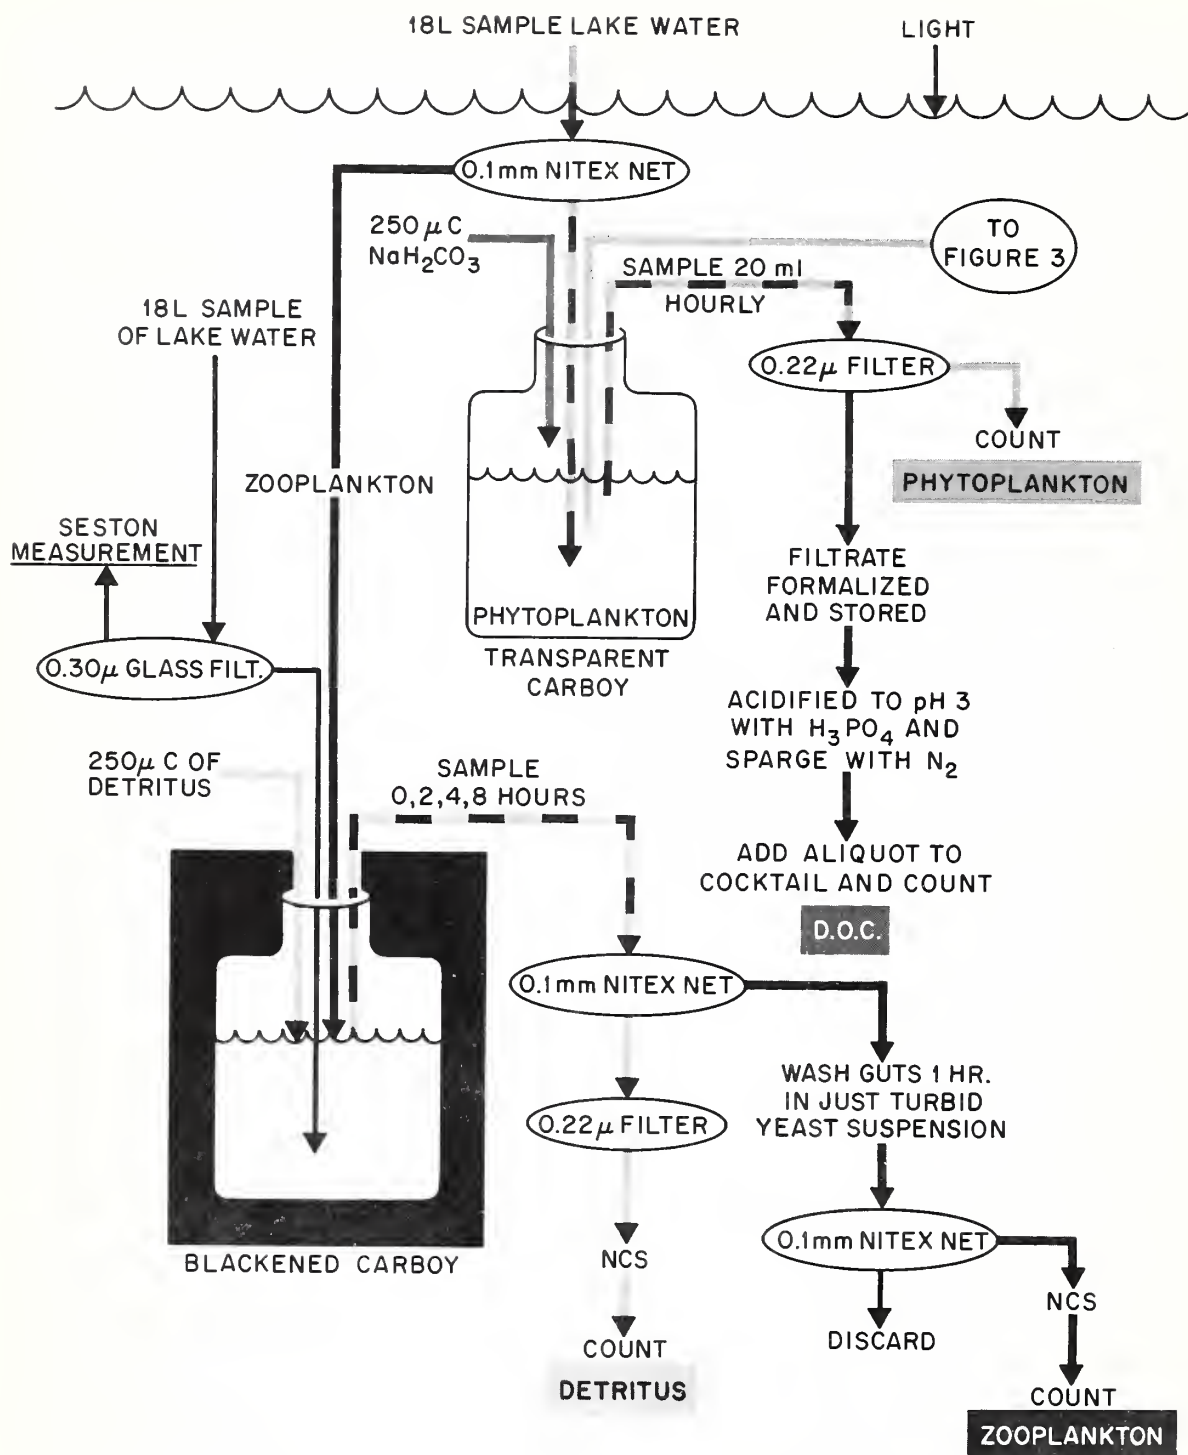 18L SAMPLE LAKE WATER
LIGHT
0.1mm NITEX NET
250 μ C
NaH₂CO₃
TO
FIGURE 3
SAMPLE 20 ml
HOURLY
18L SAMPLE
OF LAKE WATER
0.22μ FILTER
COUNT
PHYTOPLANKTON
ZOOPLANKTON
SESTON
MEASUREMENT
FILTRATE
FORMALIZED
AND STORED
PHYTOPLANKTON
TRANSPARENT
CARBOY
0.30μ GLASS FILT.
ACIDIFIED TO pH 3
WITH H₃PO₄ AND
SPARGE WITH N₂
250μ C OF
DETRITUS
SAMPLE
0,2,4,8 HOURS
ADD ALIQUOT TO
COCKTAIL AND COUNT
D.O.C.
0.1mm NITEX NET
WASH GUTS 1 HR.
IN JUST TURBID
YEAST SUSPENSION
0.22μ FILTER
0.1mm NITEX NET
BLACKENED CARBOY
NCS
NCS
DISCARD
COUNT
DETRITUS
COUNT
ZOOPLANKTON